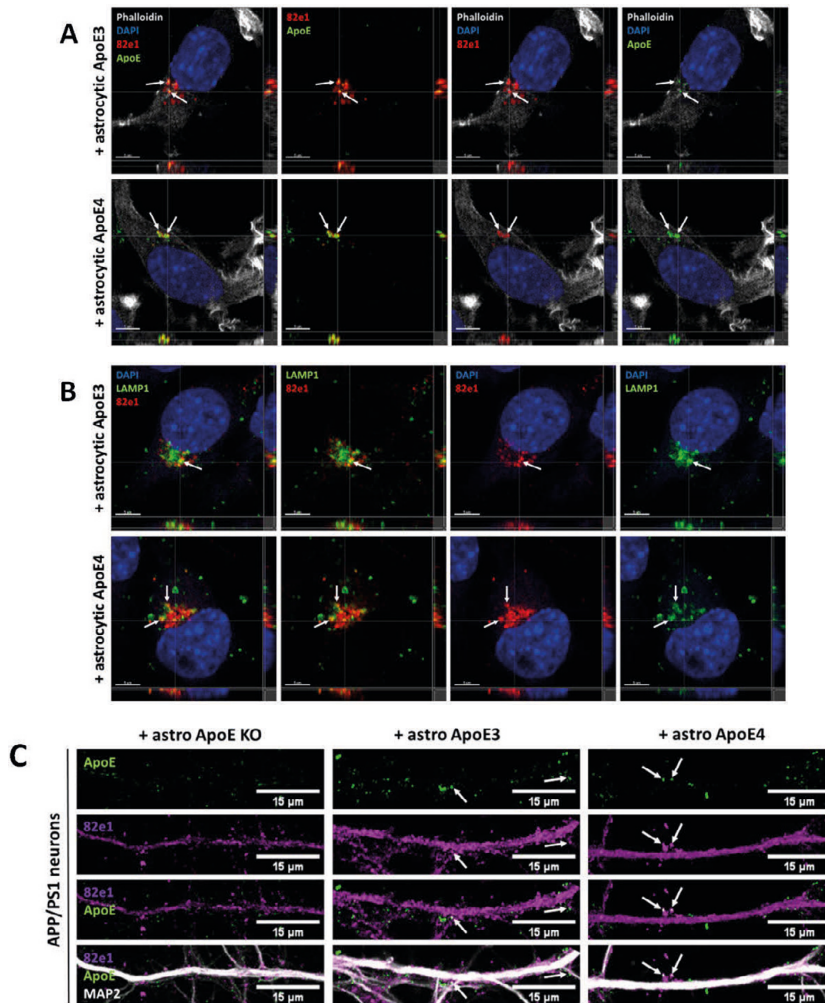 A
+ astrocytic ApoE3
Phalloidin
DAPI
82e1
ApoE
82e1
ApoE
Phalloidin
DAPI
82e1
Phalloidin
DAPI
ApoE
+ astrocytic ApoE4
B
+ astrocytic ApoE3
DAPI
LAMP1
82e1
LAMP1
82e1
DAPI
82e1
DAPI
LAMP1
+ astrocytic ApoE4
C
+ astro ApoE KO
+ astro ApoE3
+ astro ApoE4
APP/PS1 neurons
ApoE
15 µm
15 µm
15 µm
82e1
15 µm
15 µm
15 µm
82e1
ApoE
15 µm
15 µm
15 µm
82e1
ApoE
MAP2
15 µm
15 µm
15 µm